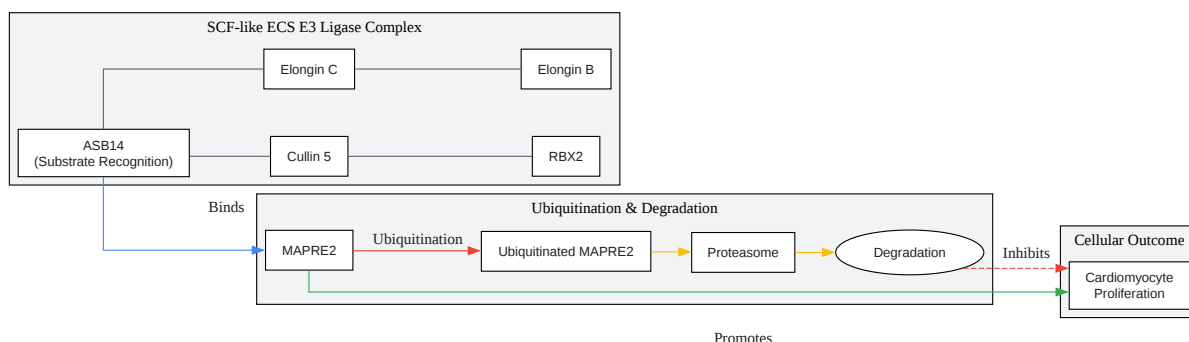 SCF-like ECS E3 Ligase Complex
Elongin C
Elongin B
ASB14
(Substrate Recognition)
Cullin 5
RBX2
Binds
Ubiquitination & Degradation
MAPRE2
Ubiquitination
Ubiquitinated MAPRE2
Proteasome
Degradation
Inhibits
Cellular Outcome
Cardiomyocyte
Proliferation
Promotes